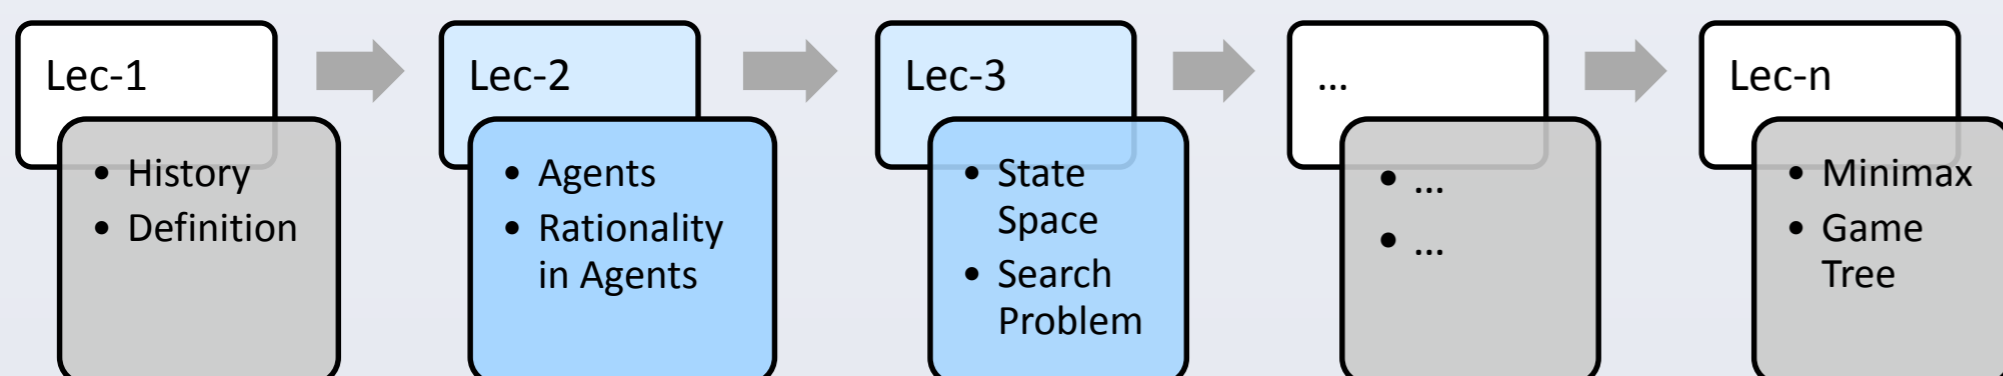 Lec-1
• History
• Definition
Lec-2
• Agents
• Rationality
in Agents
Lec-3
• State
Space
• Search
Problem
...
• ...
• ...
Lec-n
• Minimax
• Game
Tree